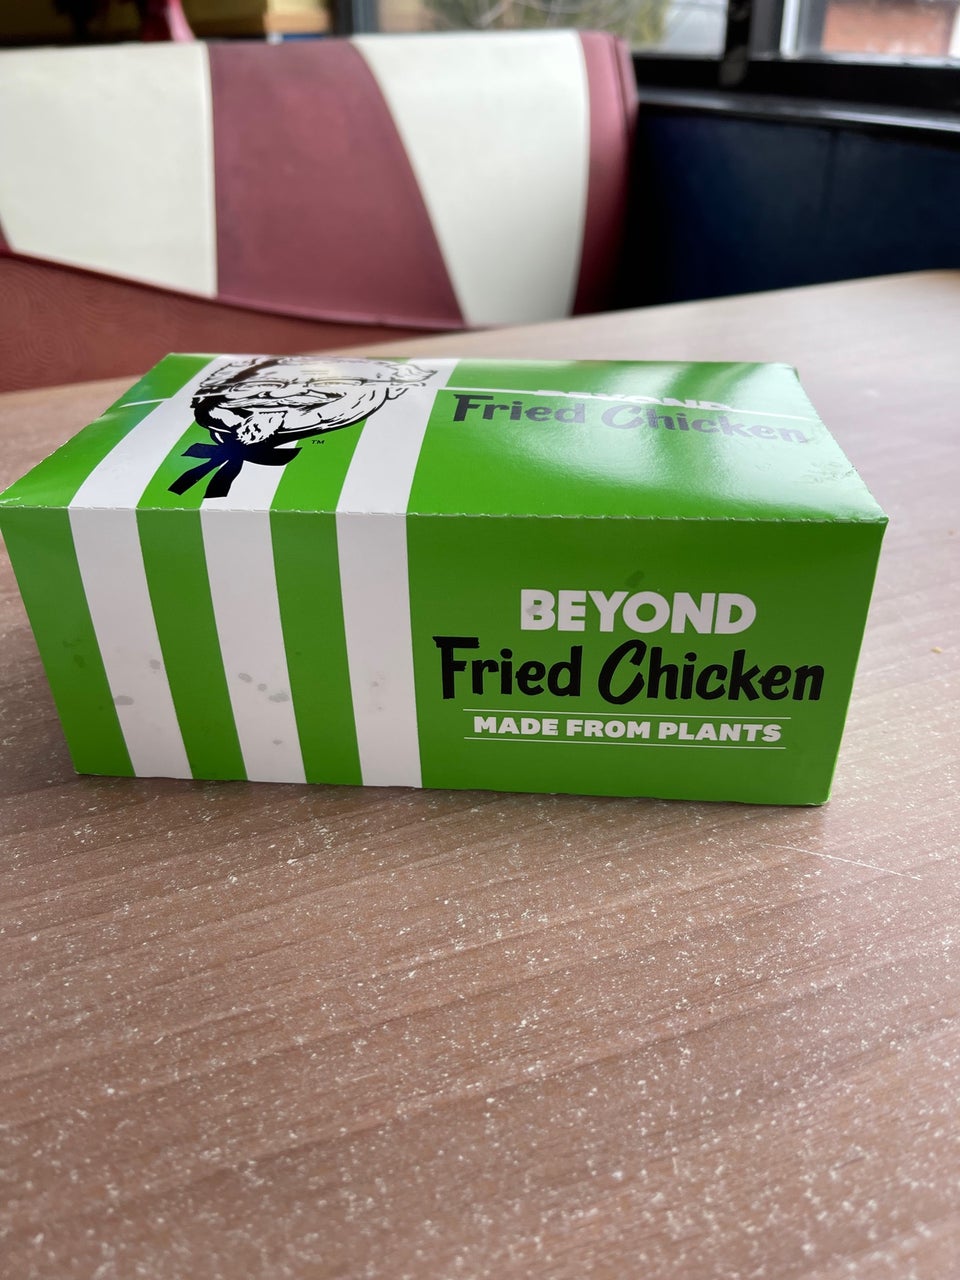 ™
BEYOND
Fried Chicken
BEYOND
Fried Chicken
MADE FROM PLANTS